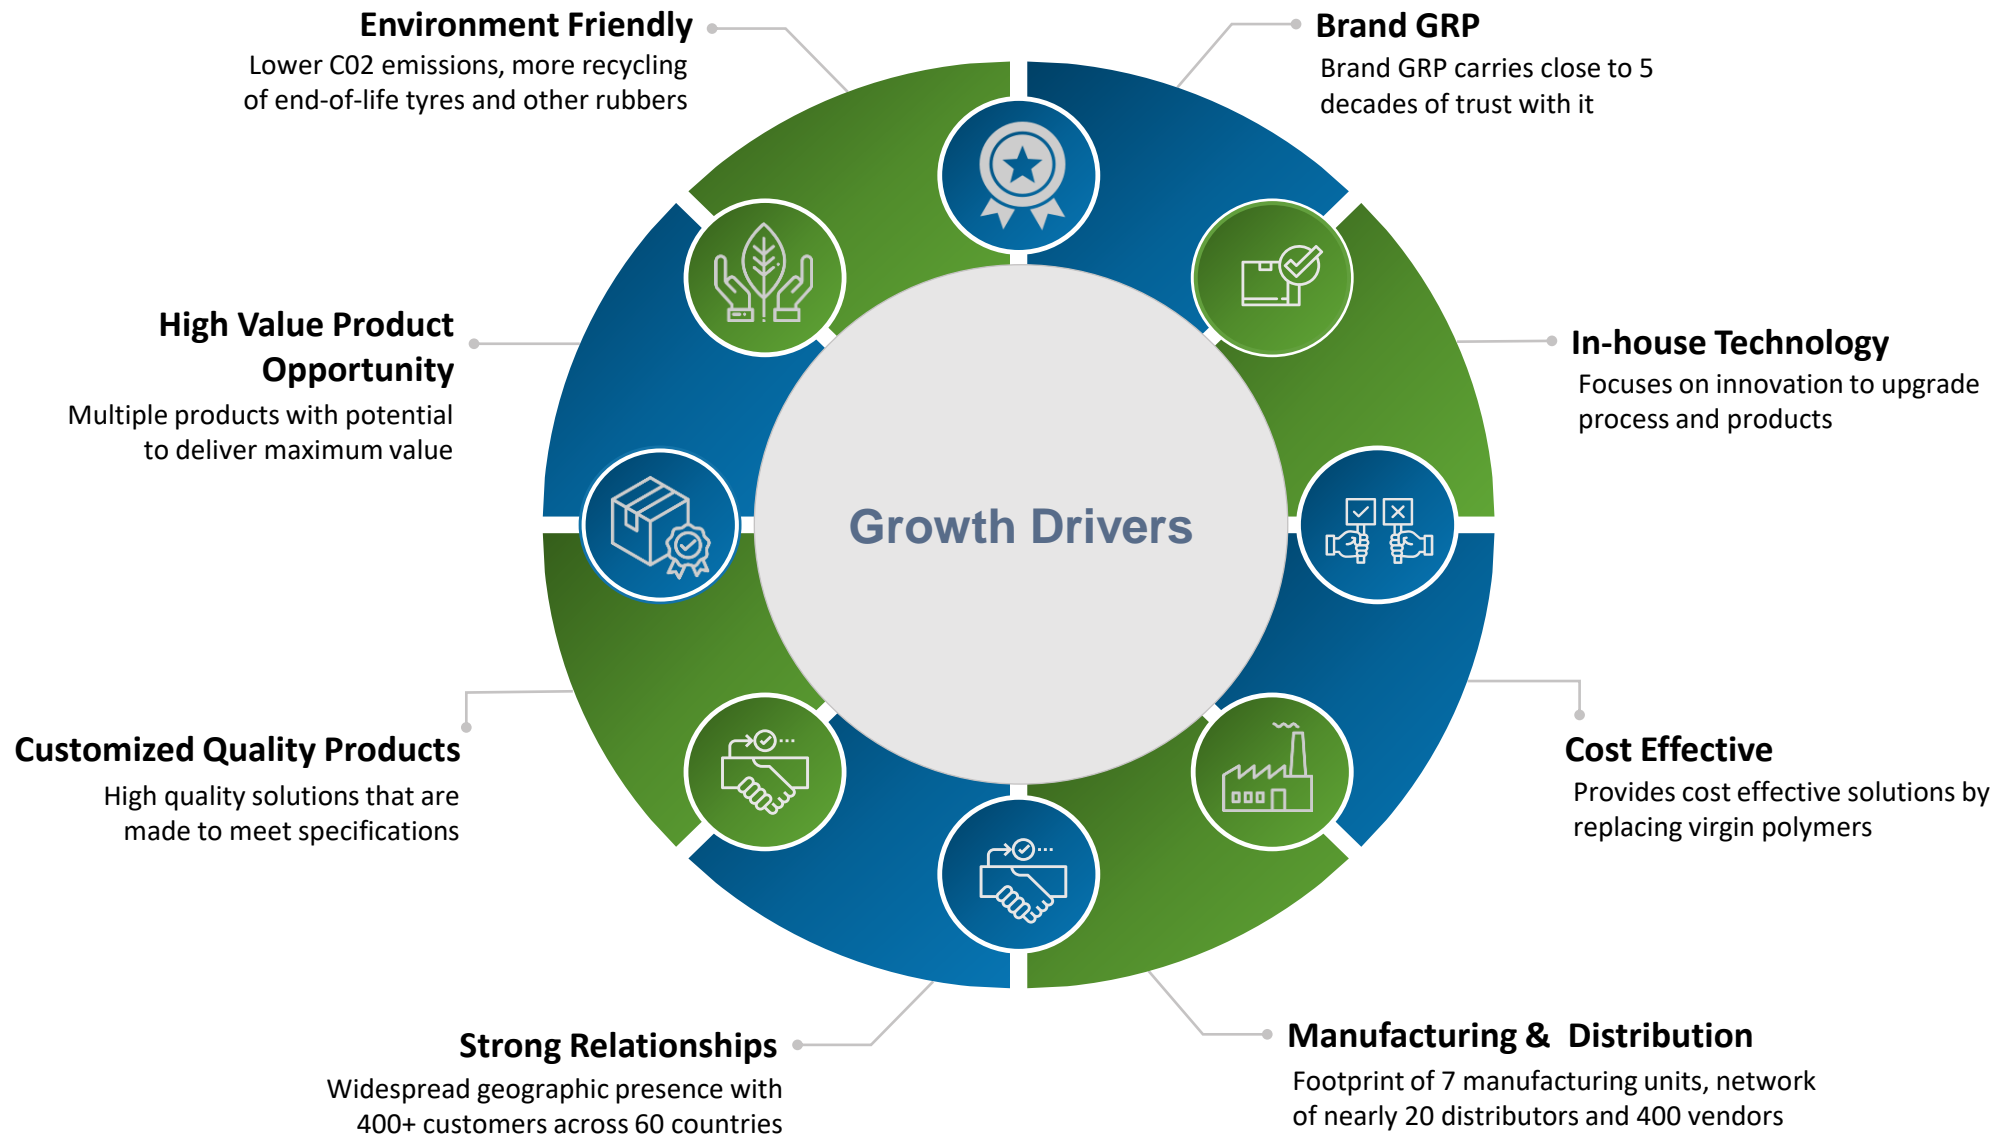 Environment Friendly
Lower C02 emissions, more recycling
of end-of-life tyres and other rubbers
Brand GRP
Brand GRP carries close to 5
decades of trust with it
High Value Product
Opportunity
Multiple products with potential
to deliver maximum value
In-house Technology
Focuses on innovation to upgrade
process and products
Growth Drivers
Customized Quality Products
High quality solutions that are
made to meet specifications
Cost Effective
Provides cost effective solutions by
replacing virgin polymers
Strong Relationships
Widespread geographic presence with
400+ customers across 60 countries
Manufacturing &  Distribution
Footprint of 7 manufacturing units, network
of nearly 20 distributors and 400 vendors